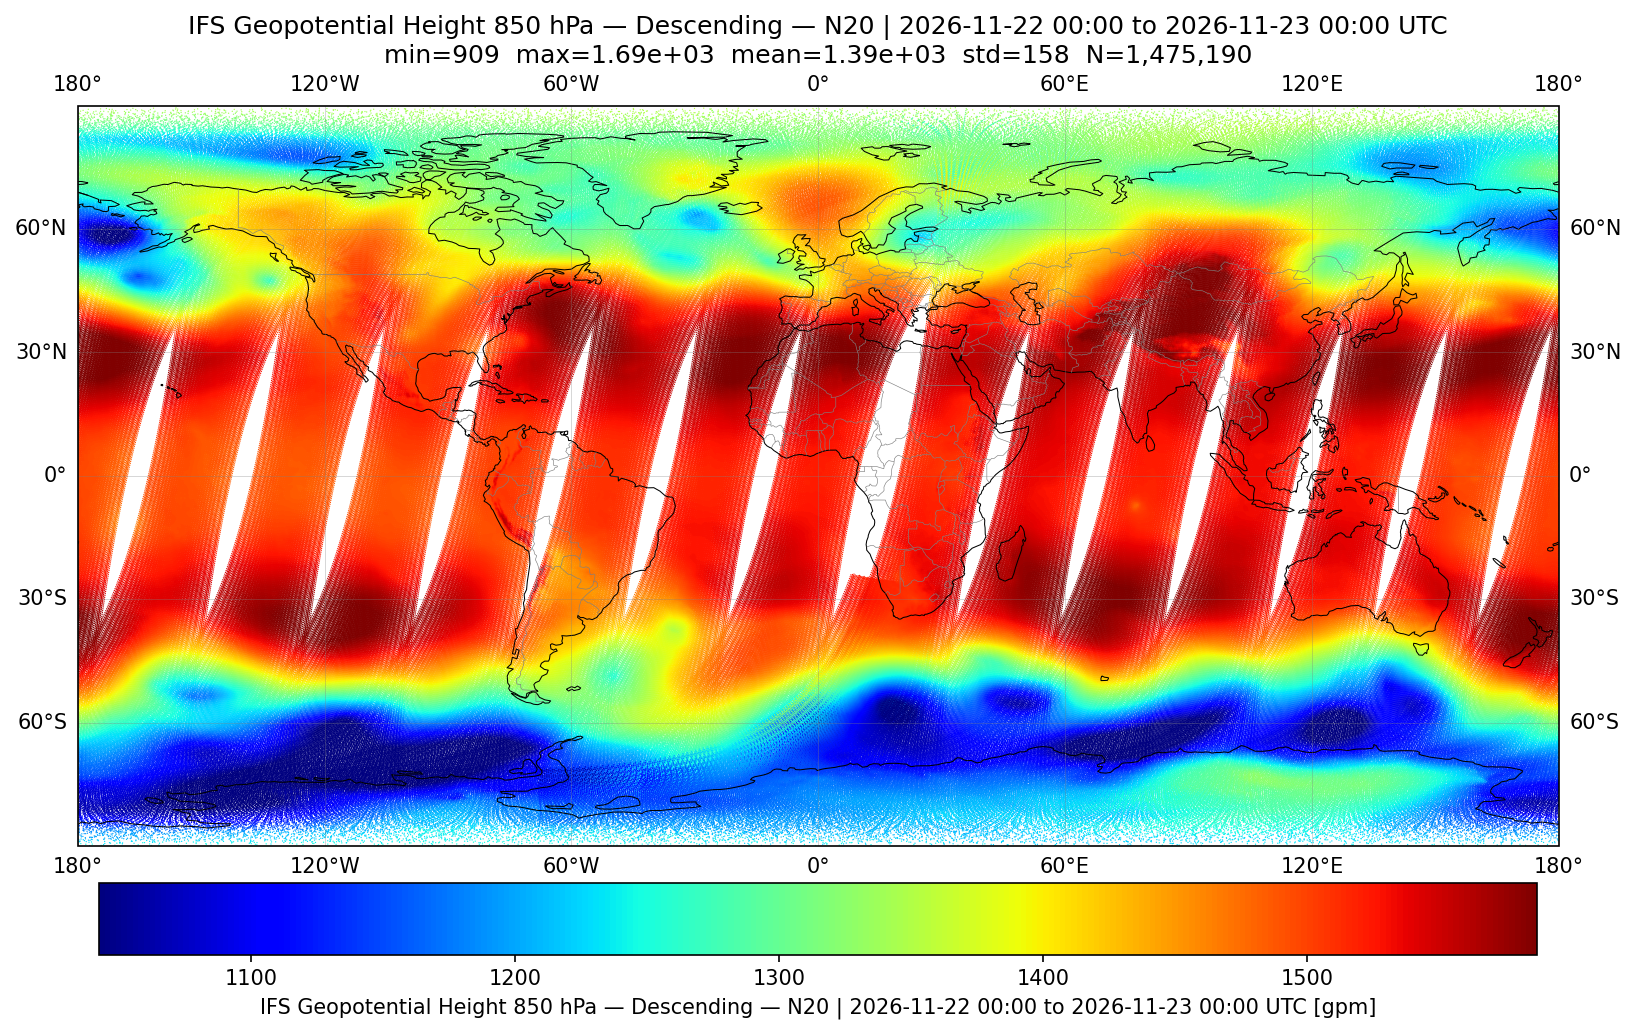 IFS Geopotential Height 850 hPa — Descending — N20 | 2026-11-22 00:00 to 2026-11-23 00:00 UTC
min=909 max=1.69e+03 mean=1.39e+03 std=158 N=1,475,190
180° 120°W 60°W 0° 60°E 120°E 180°
60°N 60°N
30°N 30°N
0° 0°
30°S 30°S
60°S 60°S
180° 120°W 60°W 0° 60°E 120°E 180°
1100 1200 1300 1400 1500
IFS Geopotential Height 850 hPa — Descending — N20 | 2026-11-22 00:00 to 2026-11-23 00:00 UTC [gpm]